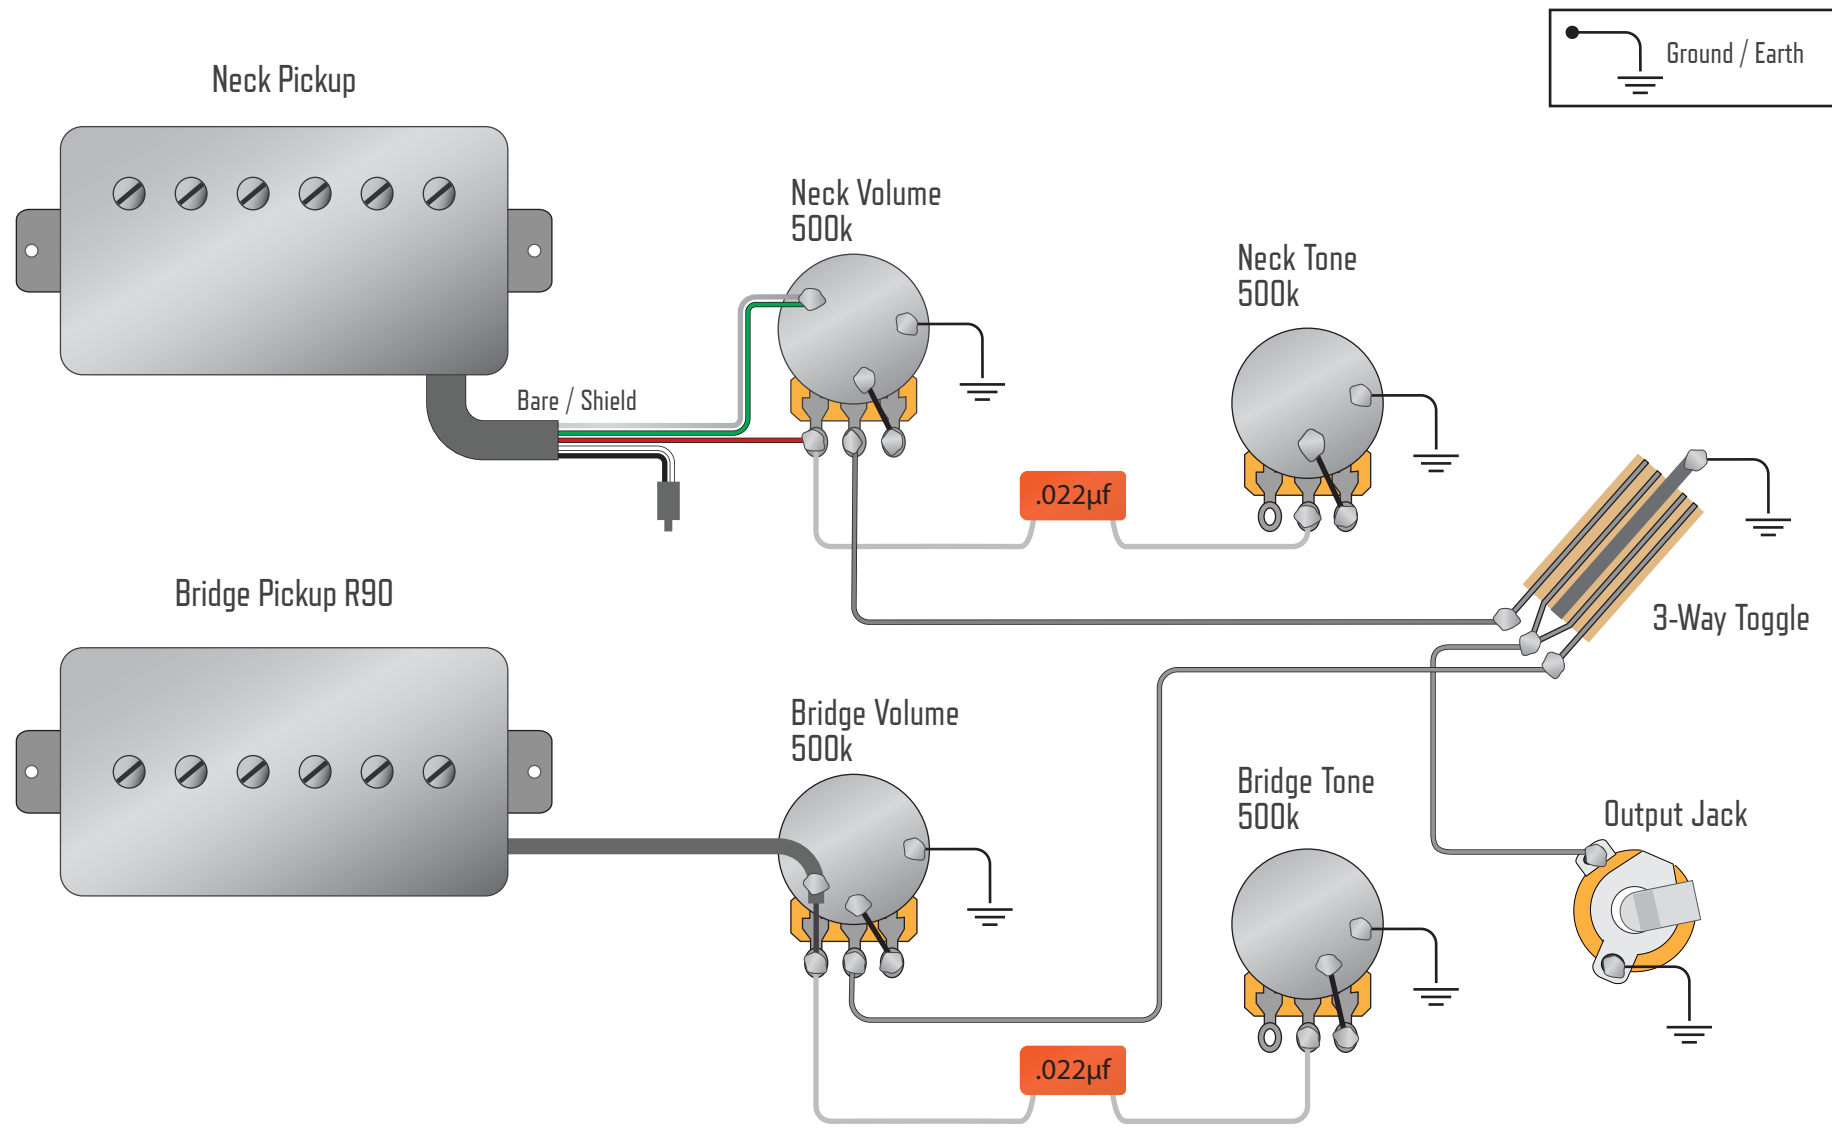 Ground / Earth
Neck Pickup
Neck Volume
500k
Neck Tone
500k
Bare / Shield
.022µf
Bridge Pickup R90
3-Way Toggle
Bridge Volume
500k
Bridge Tone
500k
Output Jack
.022µf